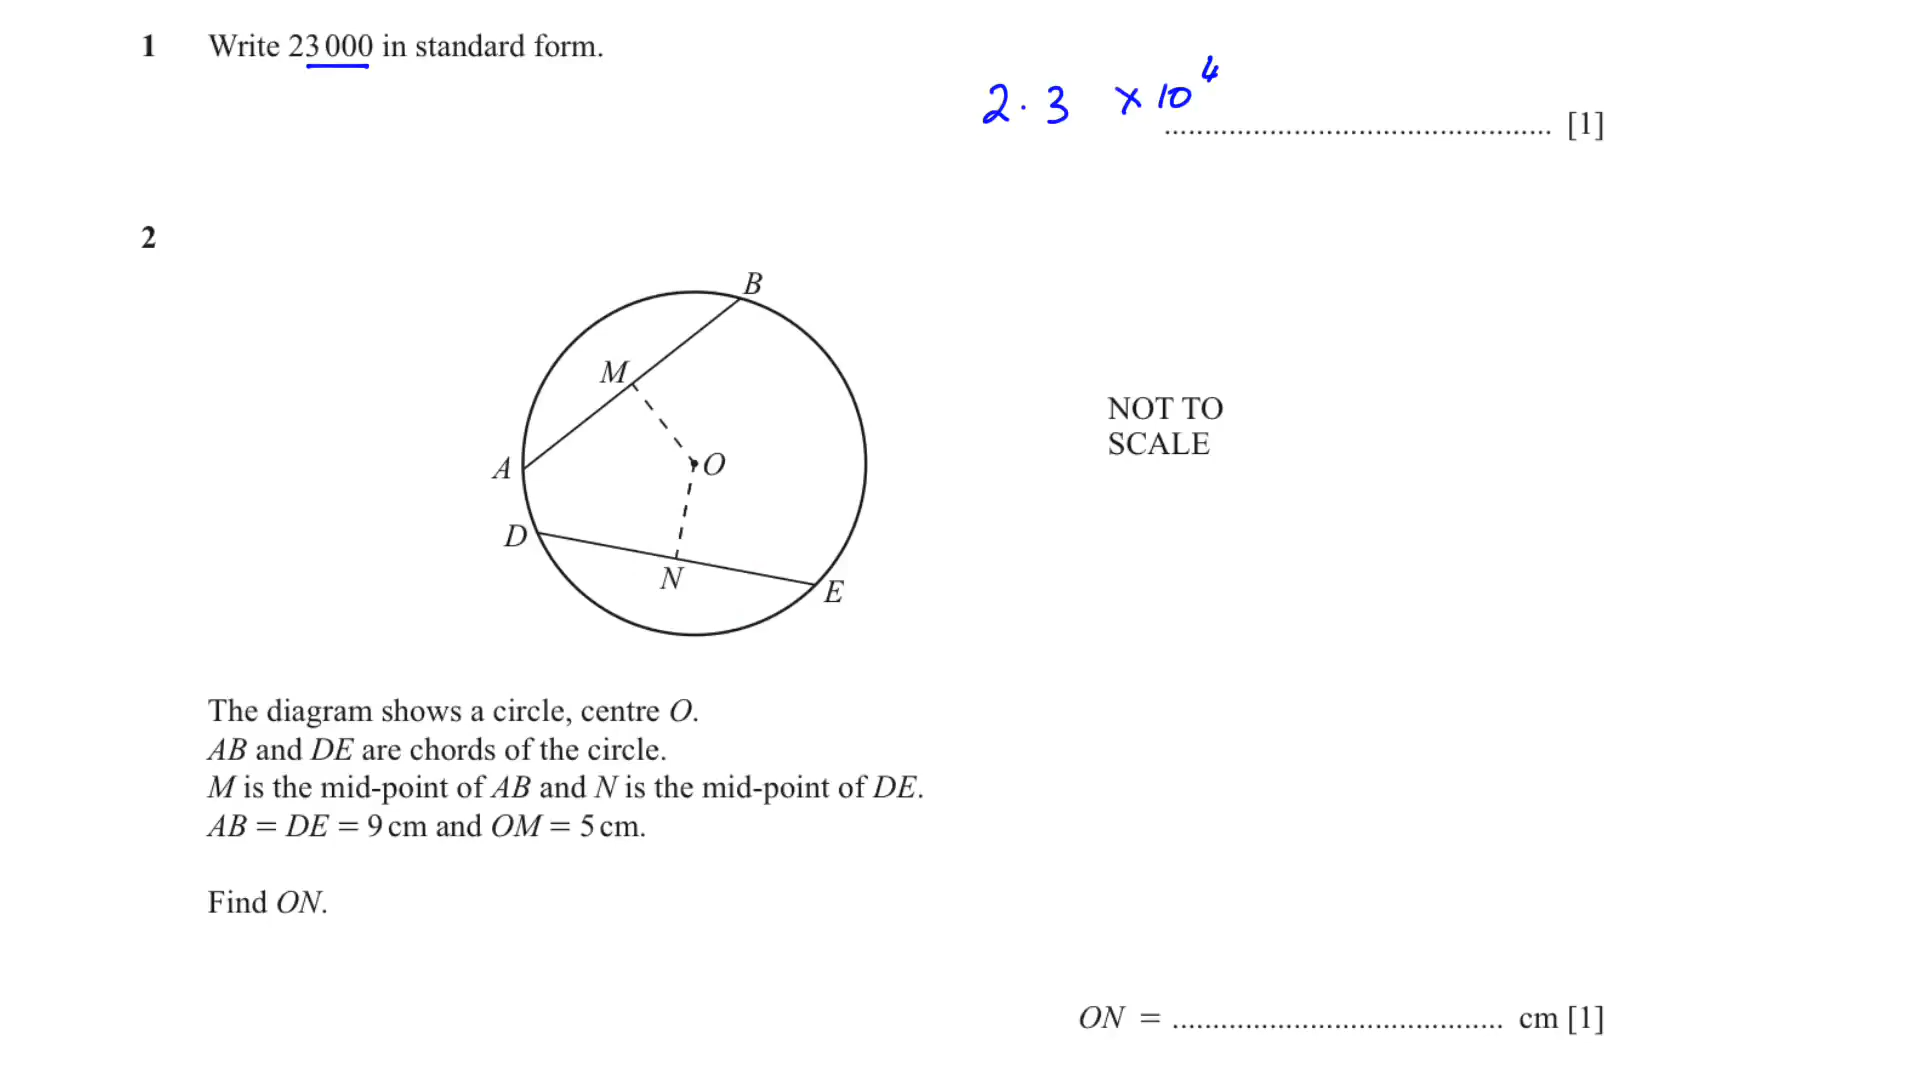 1 Write 23 000 in standard form.
2.3 × 10⁴
.............................................. [1]
2
B
M
A
O
D
N
E
NOT TO
SCALE
The diagram shows a circle, centre O.
AB and DE are chords of the circle.
M is the mid-point of AB and N is the mid-point of DE.
AB = DE = 9 cm and OM = 5 cm.
Find ON.
ON = ........................................ cm [1]